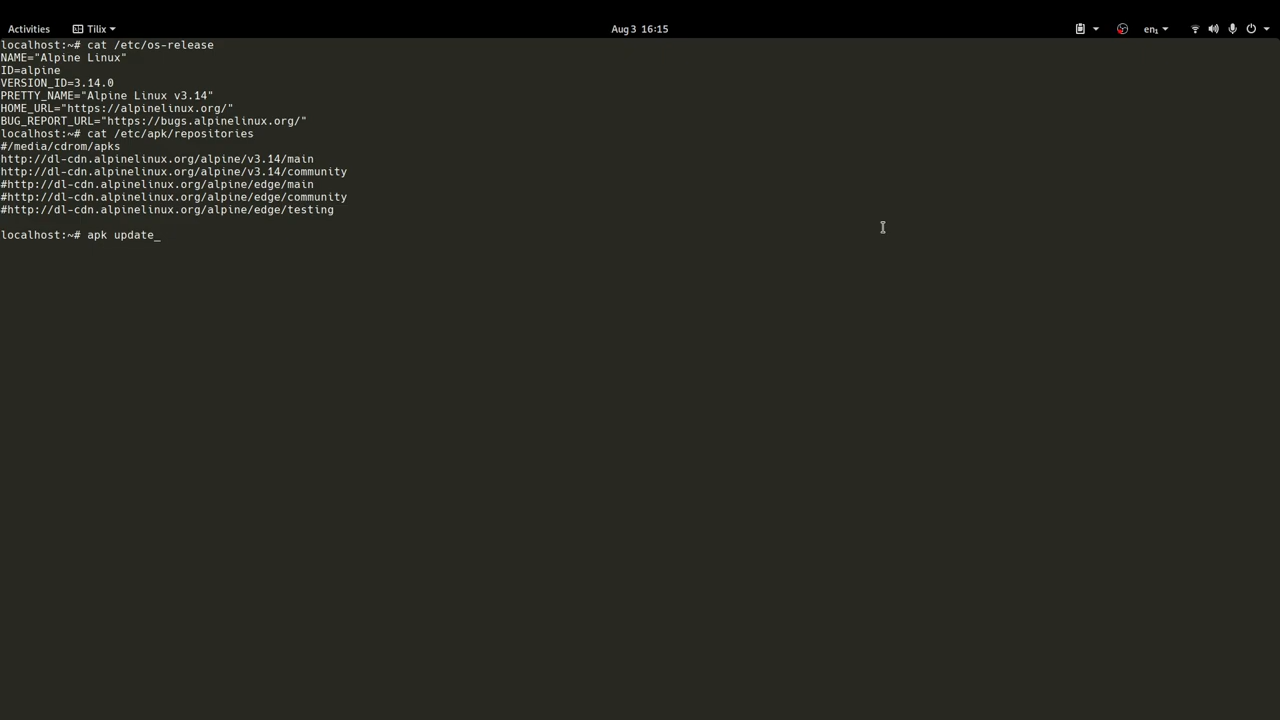 Activities Tilix Aug 3 16:15 en₁
localhost:~# cat /etc/os-release
NAME="Alpine Linux"
ID=alpine
VERSION_ID=3.14.0
PRETTY_NAME="Alpine Linux v3.14"
HOME_URL="https://alpinelinux.org/"
BUG_REPORT_URL="https://bugs.alpinelinux.org/"
localhost:~# cat /etc/apk/repositories
#/media/cdrom/apks
http://dl-cdn.alpinelinux.org/alpine/v3.14/main
http://dl-cdn.alpinelinux.org/alpine/v3.14/community
#http://dl-cdn.alpinelinux.org/alpine/edge/main
#http://dl-cdn.alpinelinux.org/alpine/edge/community
#http://dl-cdn.alpinelinux.org/alpine/edge/testing
localhost:~# apk update_